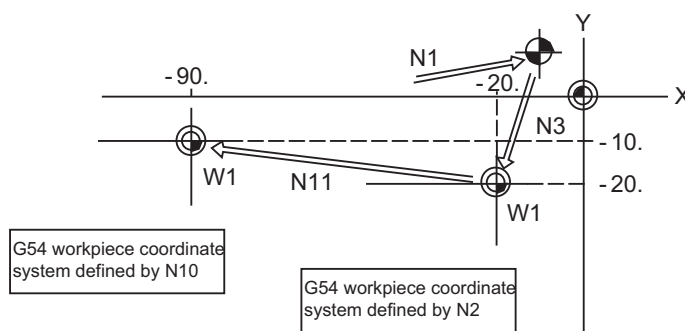 Y
N1
-90.
-20.
X
N3
-10.
W1
N11
-20.
W1
G54 workpiece coordinate
system defined by N10
G54 workpiece coordinate
system defined by N2